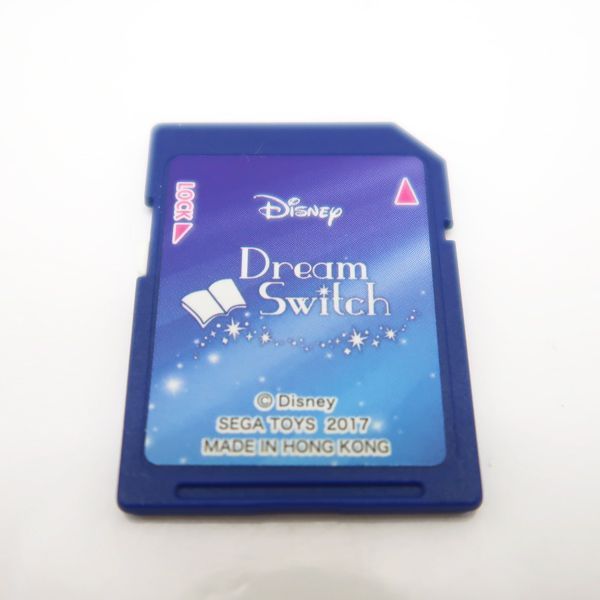 Disney
LOCK
Dream
Switch
© Disney
SEGA TOYS 2017
MADE IN HONG KONG